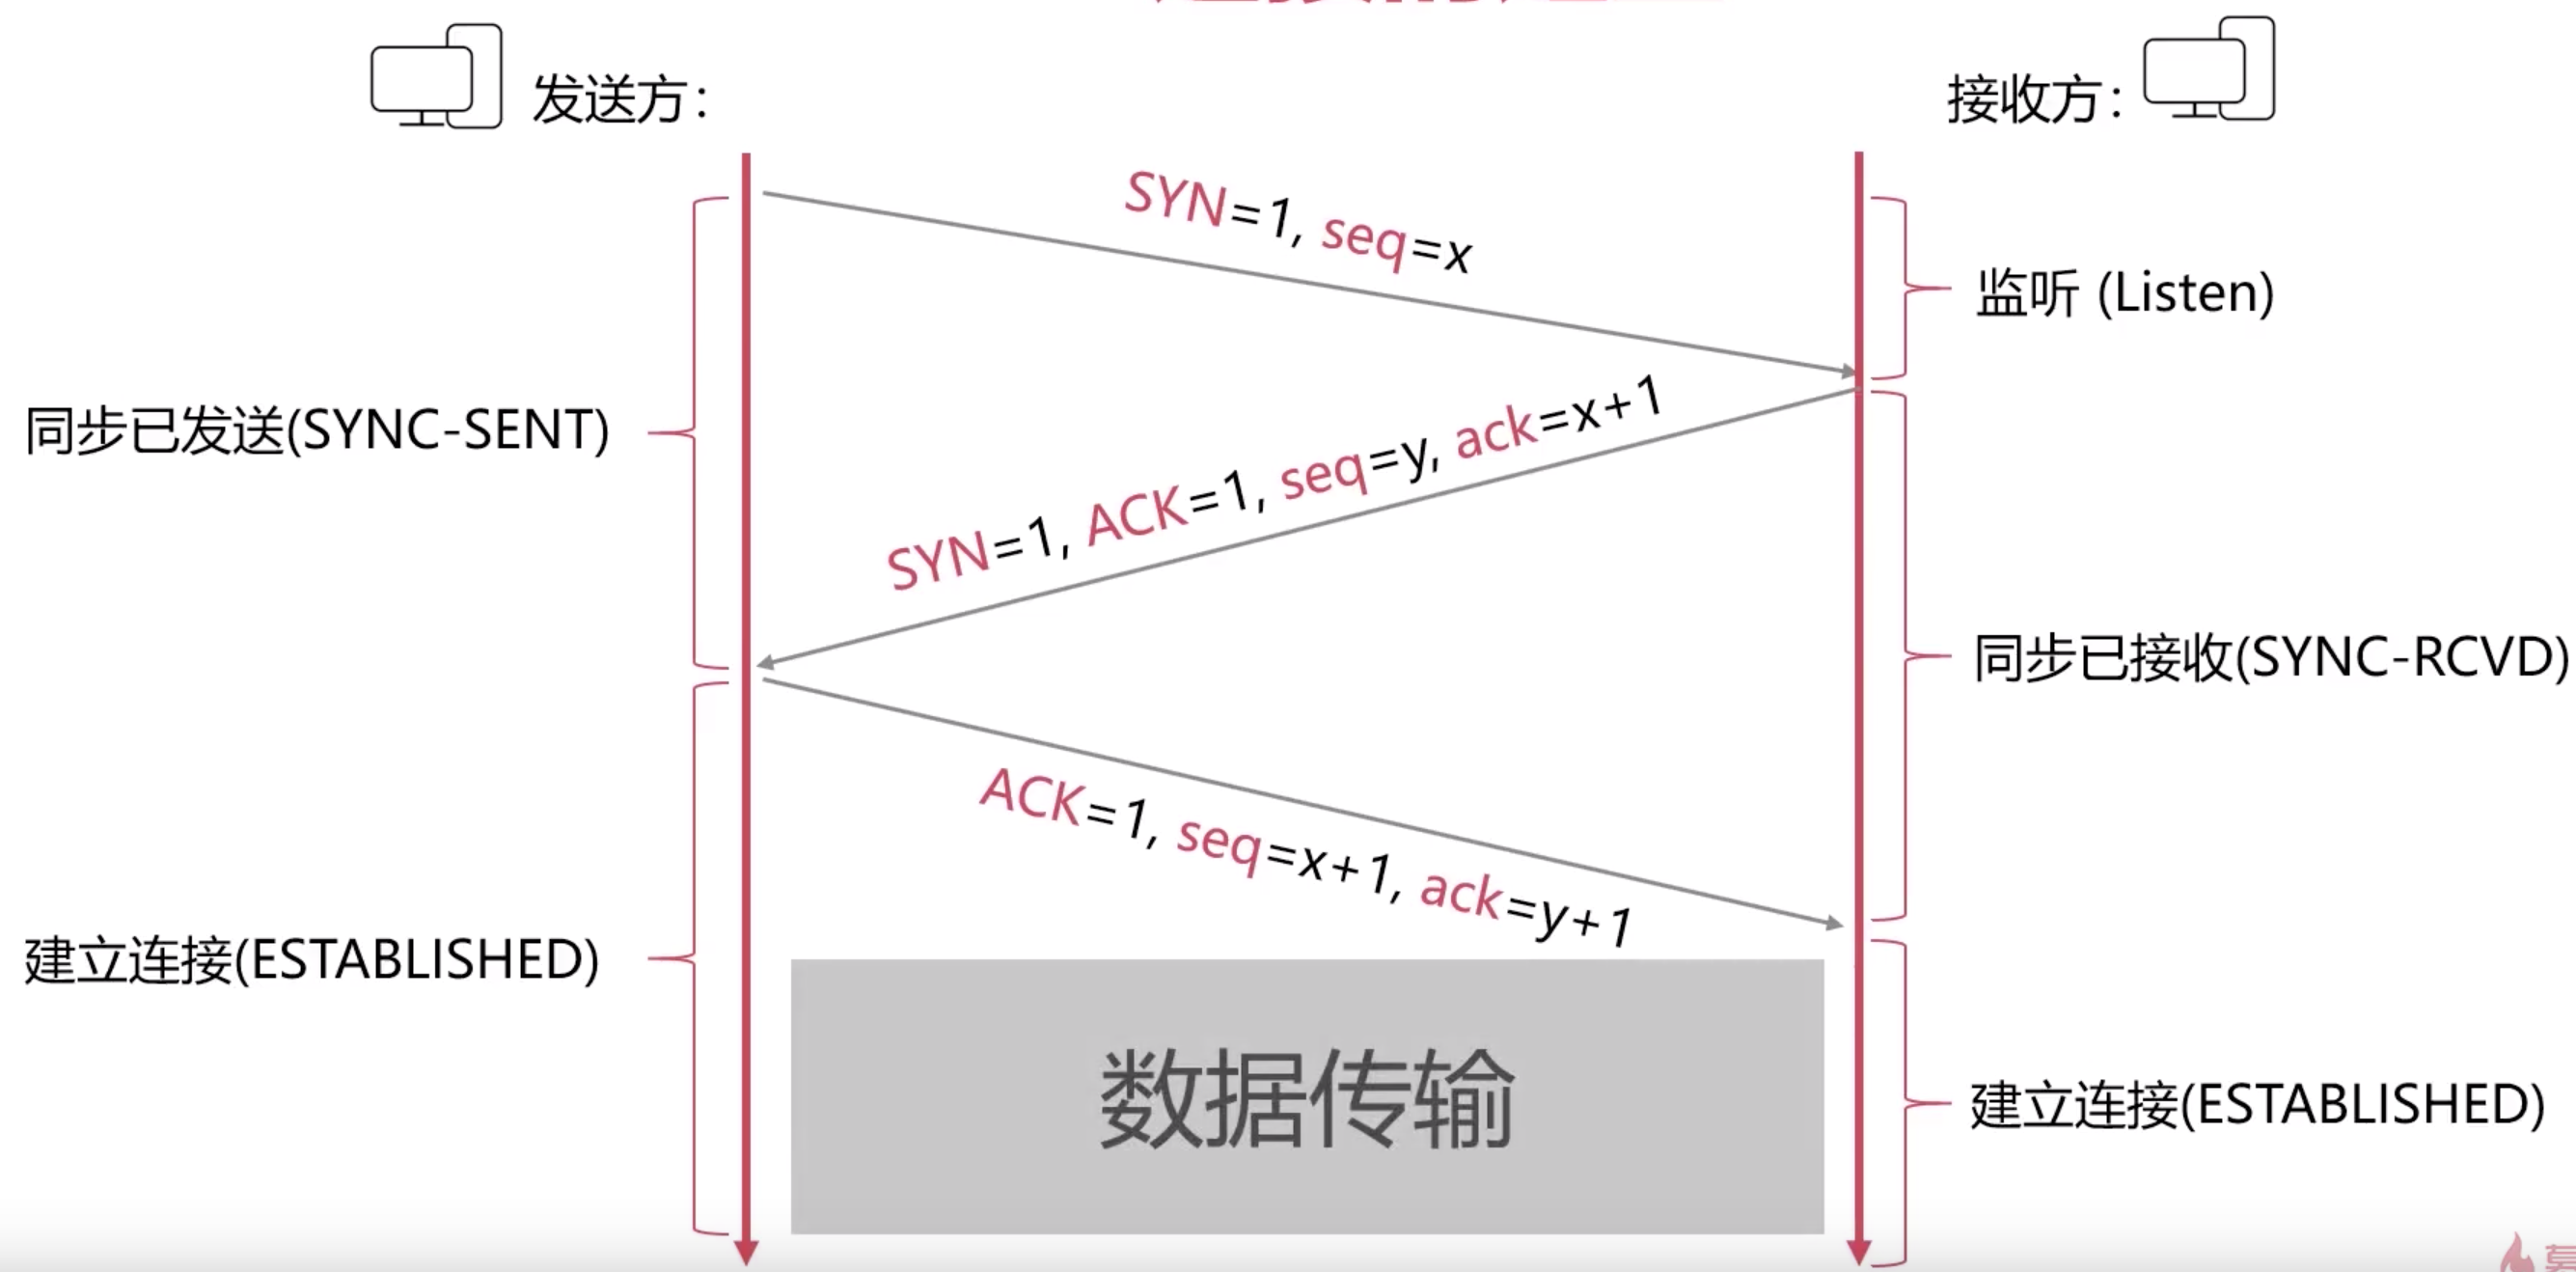 发送方：
接收方：
SYN=1, seq=x
监听 (Listen)
同步已发送(SYNC-SENT)
SYN=1, ACK=1, seq=y, ack=x+1
同步已接收(SYNC-RCVD)
ACK=1, seq=x+1, ack=y+1
建立连接(ESTABLISHED)
数据传输
建立连接(ESTABLISHED)